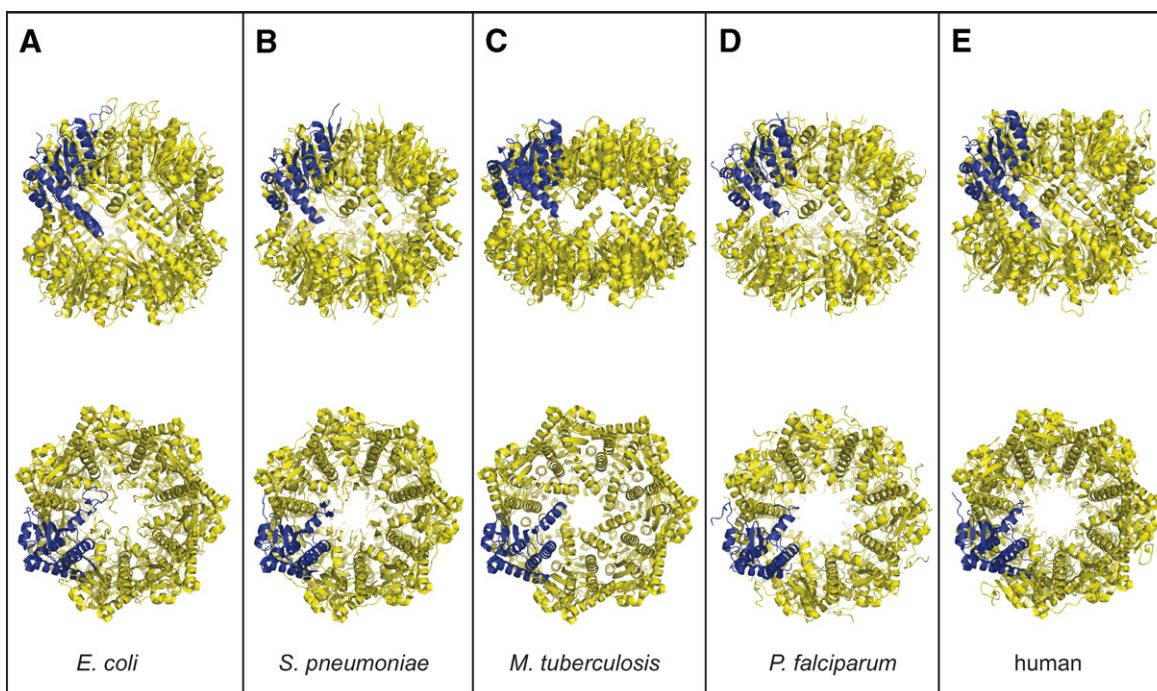 A
B
C
D
E
E. coli
S. pneumoniae
M. tuberculosis
P. falciparum
human